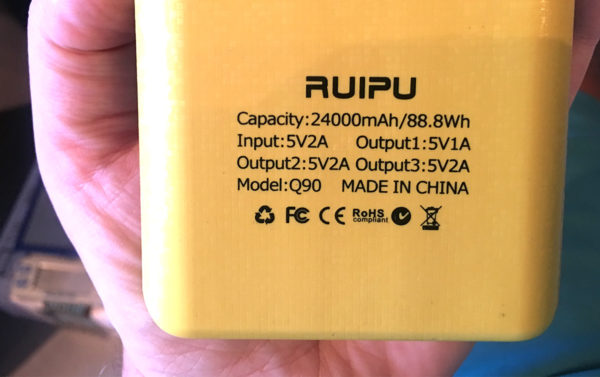 RUIPU
Capacity:24000mAh/88.8Wh
Input:5V2A Output1:5V1A
Output2:5V2A Output3:5V2A
Model:Q90 MADE IN CHINA
FC CE RoHS compliant